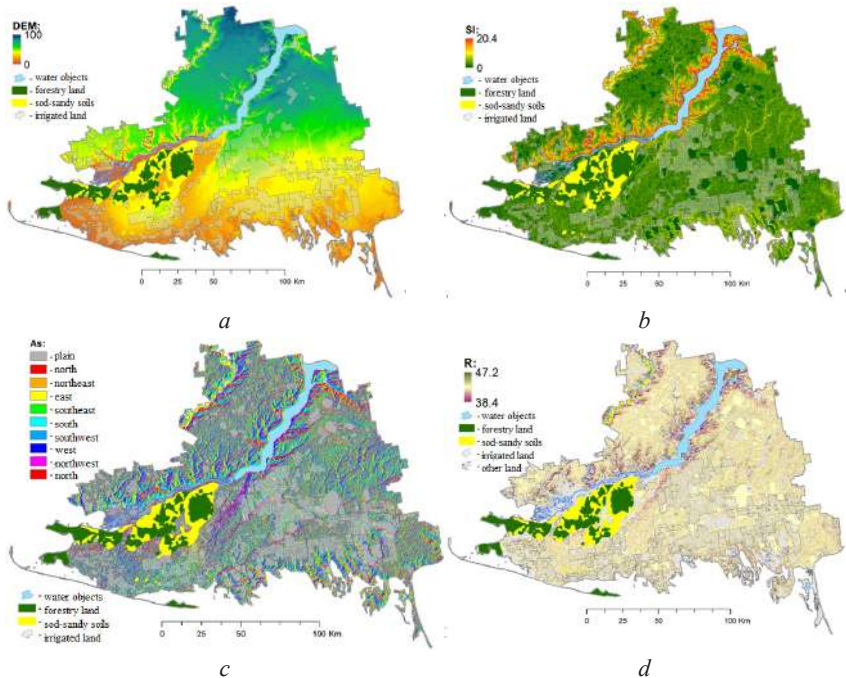 DEM:
100
0
- water objects
- forestry land
- sod-sandy soils
- irrigated land
0 25 50 100 Km
a
SI:
20.4
0
- water objects
- forestry land
- sod-sandy soils
- irrigated land
0 25 50 100 Km
b
As:
- plain
- north
- northeast
- east
- southeast
- south
- southwest
- west
- northwest
- north
- water objects
- forestry land
- sod-sandy soils
- irrigated land
0 25 50 100 Km
c
R:
47.2
38.4
- water objects
- forestry land
- sod-sandy soils
- irrigated land
- other land
0 25 50 100 Km
d